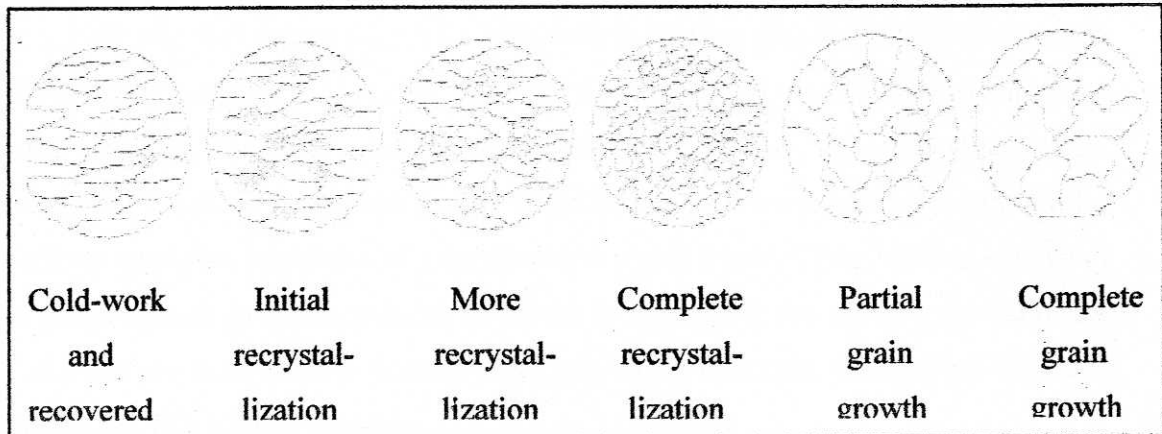 Cold-work Initial More Complete Partial Complete
and recrystal- recrystal- recrystal- grain grain
recovered lization lization lization growth growth